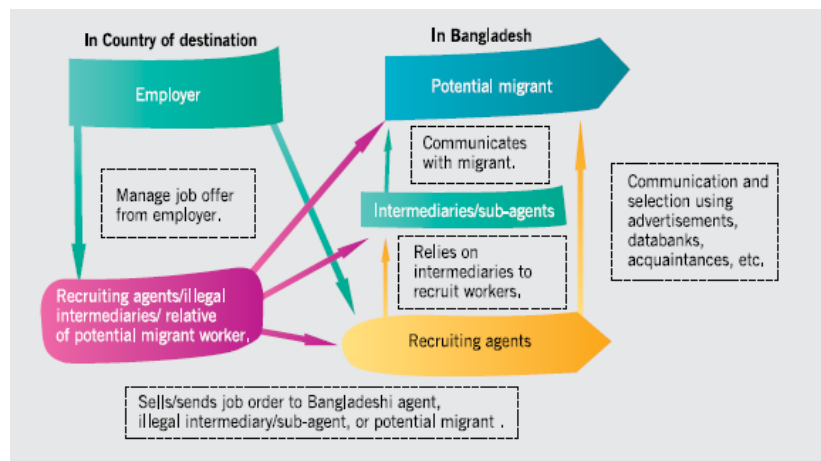 In Country of destination
In Bangladesh
Employer
Potential migrant
Communicates
with migrant.
Manage job offer
from employer.
Intermediaries/sub-agents
Communication and
selection using
advertisements,
databanks,
acquaintances, etc.
Relies on
intermediaries to
recruit workers.
Recruiting agents/illegal
intermediaries/ relative
of potential migrant worker.
Recruiting agents
Sells/sends job order to Bangladeshi agent,
illegal intermediary/sub-agent, or potential migrant .